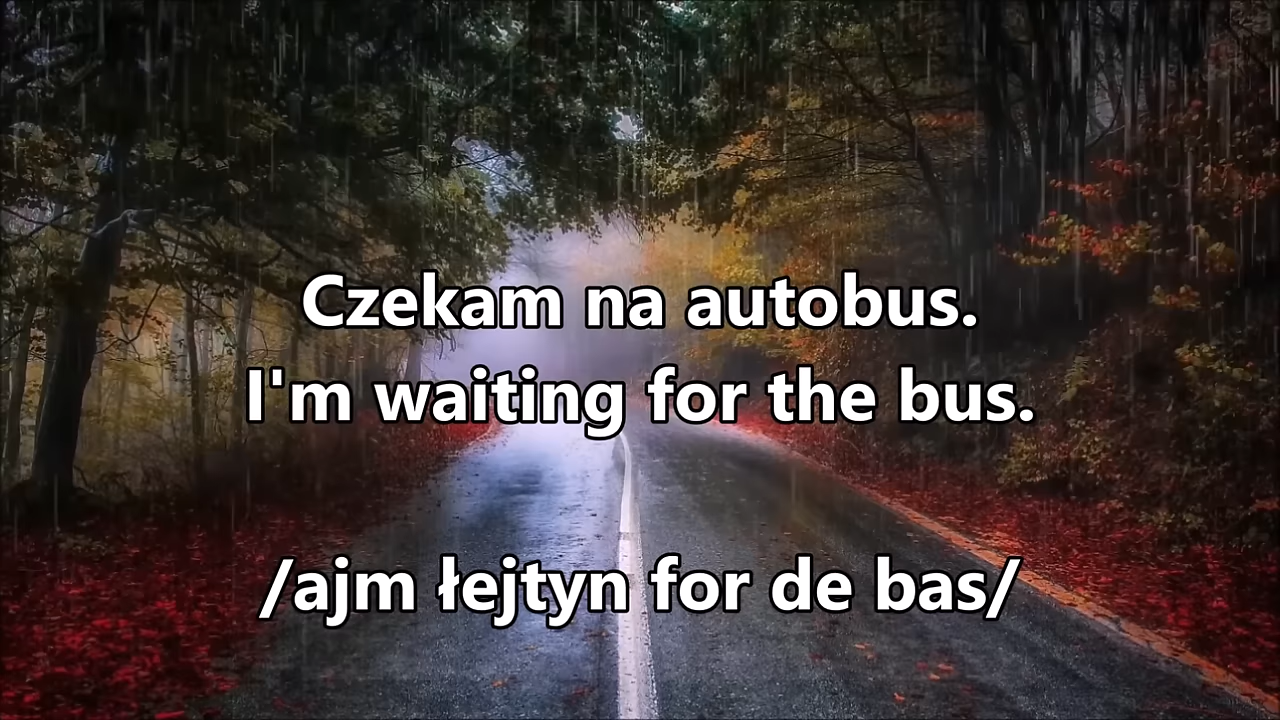 Czekam na autobus.
I'm waiting for the bus.
/ajm łejtyn for de bas/